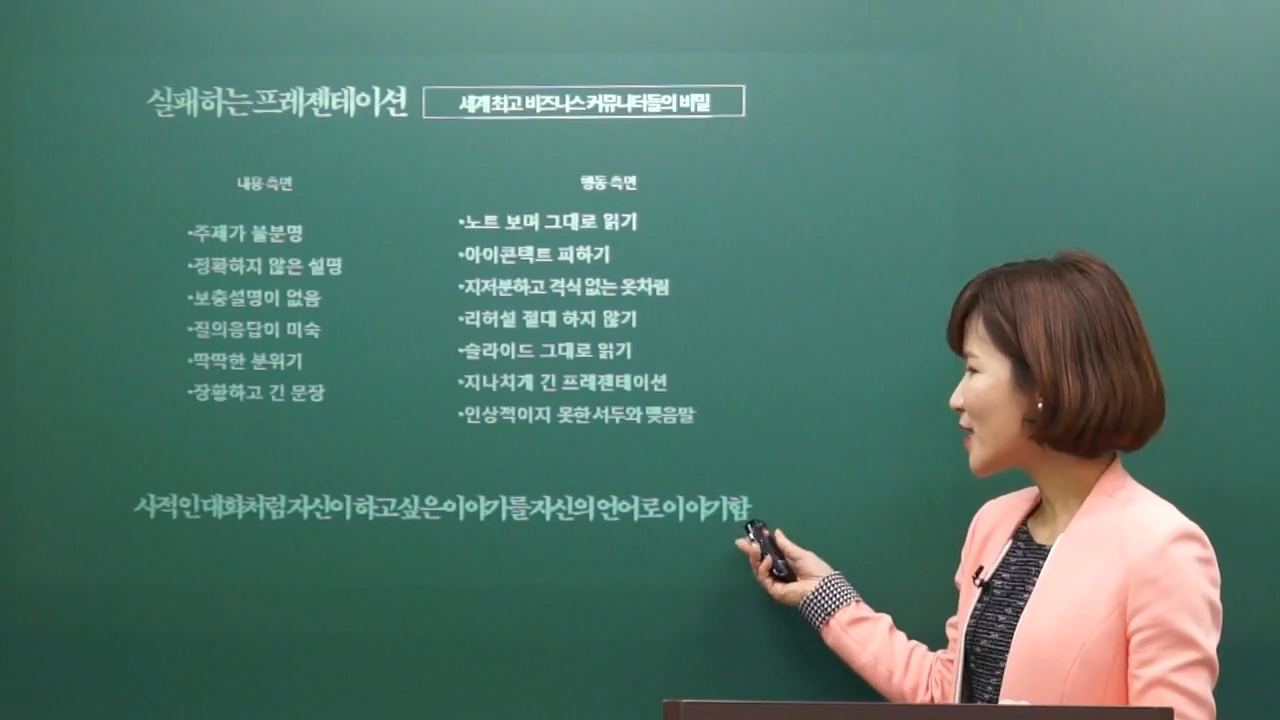 실패하는 프레젠테이션
세계 최고 비즈니스 커뮤니터들의 비밀
내용 측면
•주제가 불분명
•정확하지 않은 설명
•보충설명이 없음
•질의응답이 미숙
•딱딱한 분위기
•장황하고 긴 문장
행동 측면
•노트 보며 그대로 읽기
•아이콘택트 피하기
•지저분하고 격식 없는 옷차림
•리허설 절대 하지 않기
•슬라이드 그대로 읽기
•지나치게 긴 프레젠테이션
•인상적이지 못한 서두와 맺음말
사적인 대화처럼 자신이 하고 싶은 이야기를 자신의 언어로 이야기함